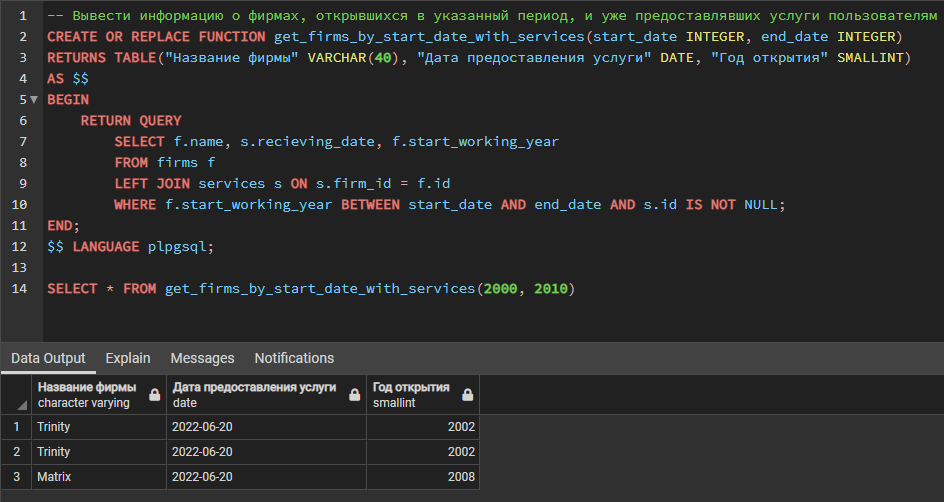 1 -- Вывести информацию о фирмах, открывшихся в указанный период, и уже предоставлявших услуги пользователям
2 CREATE OR REPLACE FUNCTION get_firms_by_start_date_with_services(start_date INTEGER, end_date INTEGER)
3 RETURNS TABLE("Название фирмы" VARCHAR(40), "Дата предоставления услуги" DATE, "Год открытия" SMALLINT)
4 AS $$
5 BEGIN
6 RETURN QUERY
7 SELECT f.name, s.recieving_date, f.start_working_year
8 FROM firms f
9 LEFT JOIN services s ON s.firm_id = f.id
10 WHERE f.start_working_year BETWEEN start_date AND end_date AND s.id IS NOT NULL;
11 END;
12 $$ LANGUAGE plpgsql;
13
14 SELECT * FROM get_firms_by_start_date_with_services(2000, 2010)
Data Output Explain Messages Notifications
Название фирмы Дата предоставления услуги Год открытия
character varying date smallint
1 Trinity 2022-06-20 2002
2 Trinity 2022-06-20 2002
3 Matrix 2022-06-20 2008